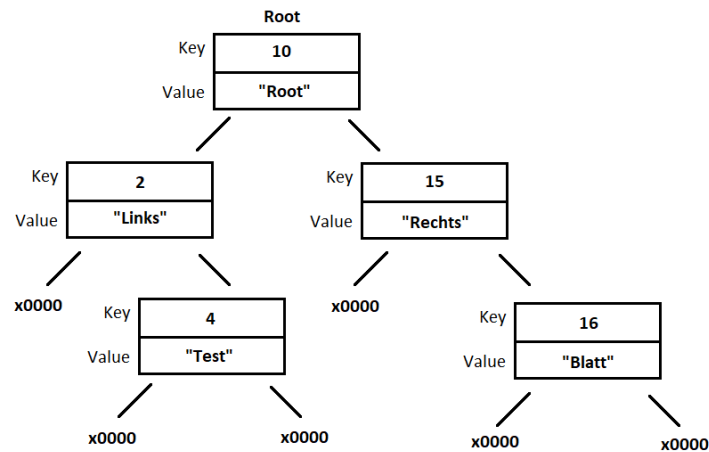 Root
Key 10
Value "Root"
Key 2 Key 15
Value "Links" Value "Rechts"
x0000 x0000
Key 4 Key 16
Value "Test" Value "Blatt"
x0000 x0000 x0000 x0000